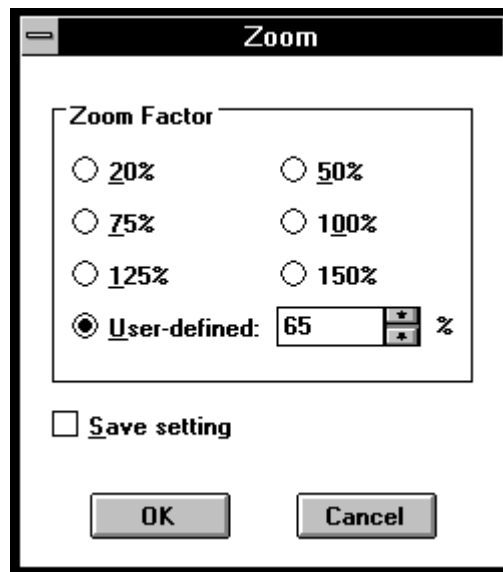 Zoom
Zoom Factor
20% 50%
75% 100%
125% 150%
User-defined: 65 %
Save setting
OK Cancel